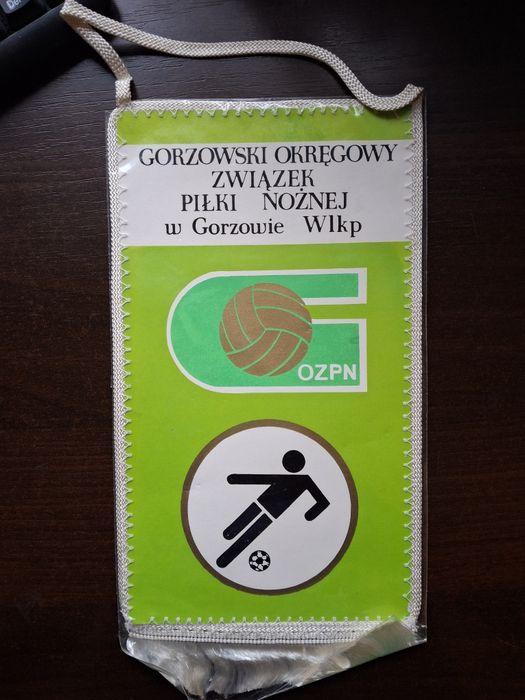 GORZOWSKI OKRĘGOWY
ZWIĄZEK
PIŁKI NOŻNEJ
w Gorzowie Wlkp
OZPN